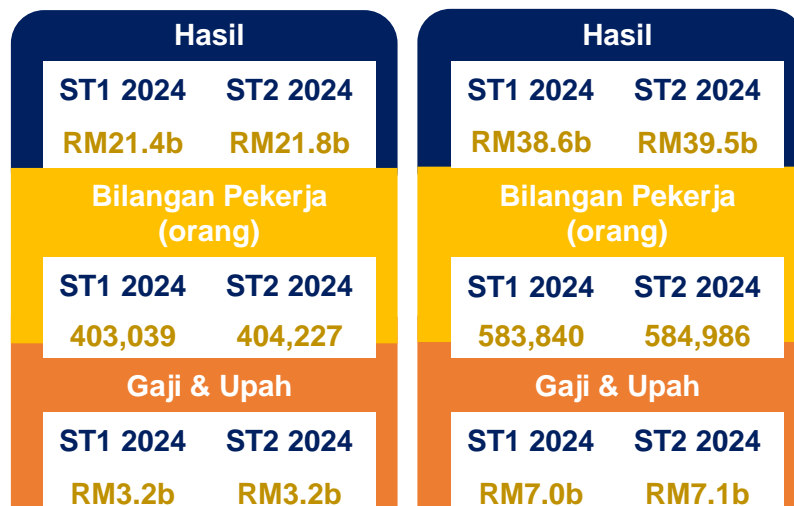 Hasil
ST1 2024 ST2 2024
RM21.4b RM21.8b
Bilangan Pekerja
(orang)
ST1 2024 ST2 2024
403,039 404,227
Gaji & Upah
ST1 2024 ST2 2024
RM3.2b RM3.2b
Hasil
ST1 2024 ST2 2024
RM38.6b RM39.5b
Bilangan Pekerja
(orang)
ST1 2024 ST2 2024
583,840 584,986
Gaji & Upah
ST1 2024 ST2 2024
RM7.0b RM7.1b